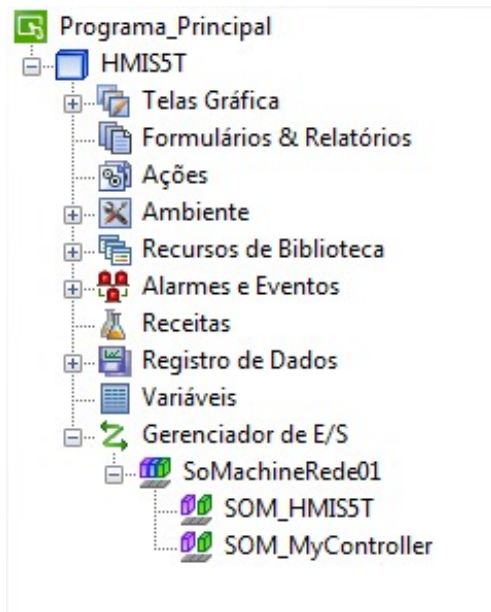 Programa_Principal
HMIS5T
Telas Gráfica
Formulários & Relatórios
Ações
Ambiente
Recursos de Biblioteca
Alarmes e Eventos
Receitas
Registro de Dados
Variáveis
Gerenciador de E/S
SoMachineRede01
SOM_HMIS5T
SOM_MyController